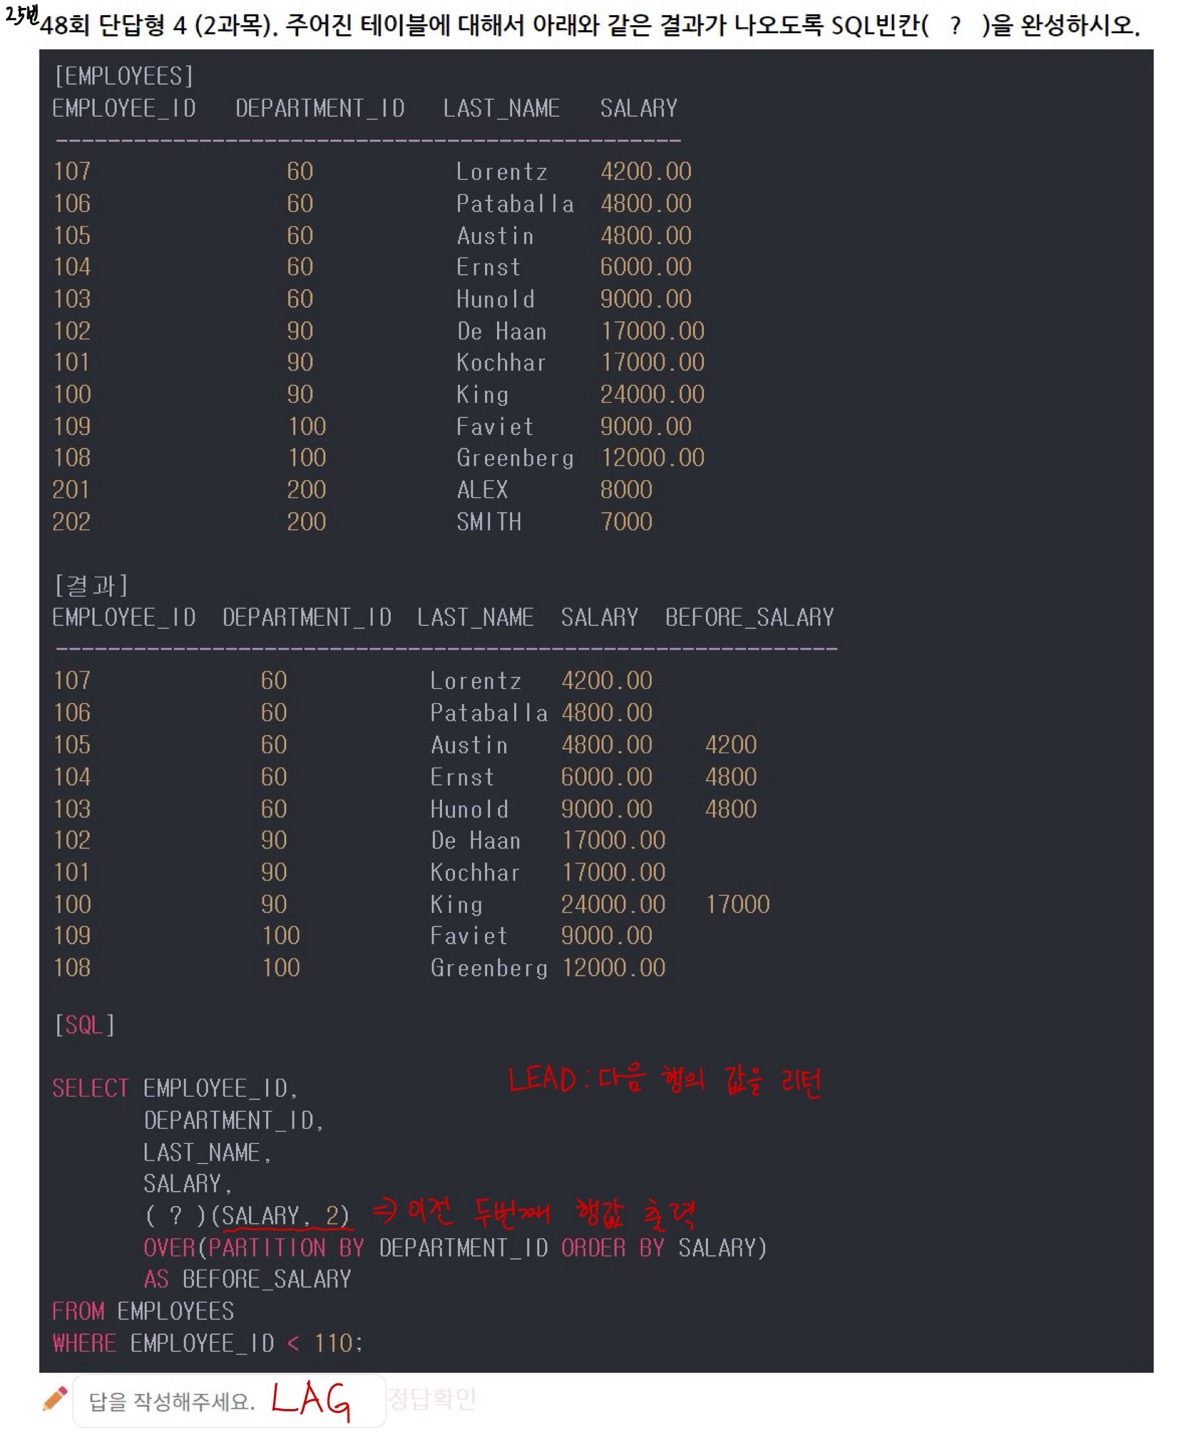 25번
48회 단답형 4 (2과목). 주어진 테이블에 대해서 아래와 같은 결과가 나오도록 SQL빈칸( ? )을 완성하시오.
[EMPLOYEES]
EMPLOYEE_ID DEPARTMENT_ID LAST_NAME SALARY
------------------------------------------------
107 60 Lorentz 4200.00
106 60 Pataballa 4800.00
105 60 Austin 4800.00
104 60 Ernst 6000.00
103 60 Hunold 9000.00
102 90 De Haan 17000.00
101 90 Kochhar 17000.00
100 90 King 24000.00
109 100 Faviet 9000.00
108 100 Greenberg 12000.00
201 200 ALEX 8000
202 200 SMITH 7000
[결과]
EMPLOYEE_ID DEPARTMENT_ID LAST_NAME SALARY BEFORE_SALARY
------------------------------------------------------------
107 60 Lorentz 4200.00
106 60 Pataballa 4800.00
105 60 Austin 4800.00 4200
104 60 Ernst 6000.00 4800
103 60 Hunold 9000.00 4800
102 90 De Haan 17000.00
101 90 Kochhar 17000.00
100 90 King 24000.00 17000
109 100 Faviet 9000.00
108 100 Greenberg 12000.00
[SQL]
LEAD : 다음 행의 값을 리턴
SELECT EMPLOYEE_ID,
DEPARTMENT_ID,
LAST_NAME,
SALARY,
( ? )(SALARY, 2) ⇒ 이전 두번째 행값 출력
OVER(PARTITION BY DEPARTMENT_ID ORDER BY SALARY)
AS BEFORE_SALARY
FROM EMPLOYEES
WHERE EMPLOYEE_ID < 110;
답을 작성해주세요. LAG 정답확인